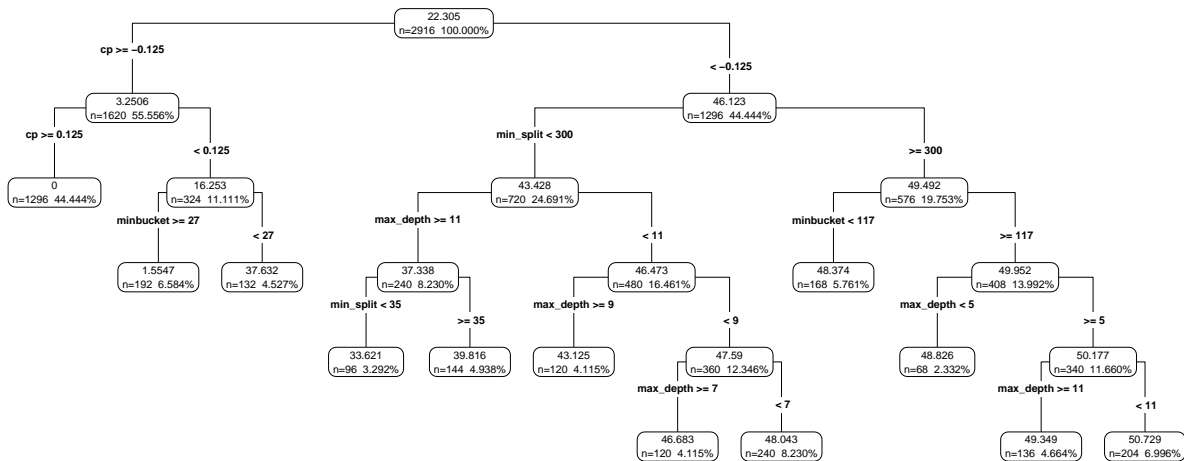 22.305
n=2916 100.000%
cp >= −0.125
< −0.125
3.2506
n=1620 55.556%
46.123
n=1296 44.444%
cp >= 0.125
< 0.125
min_split < 300
>= 300
0
n=1296 44.444%
16.253
n=324 11.111%
43.428
n=720 24.691%
49.492
n=576 19.753%
minbucket >= 27
< 27
max_depth >= 11
< 11
minbucket < 117
>= 117
1.5547
n=192 6.584%
37.632
n=132 4.527%
37.338
n=240 8.230%
46.473
n=480 16.461%
48.374
n=168 5.761%
49.952
n=408 13.992%
min_split < 35
>= 35
max_depth >= 9
< 9
max_depth < 5
>= 5
33.621
n=96 3.292%
39.816
n=144 4.938%
43.125
n=120 4.115%
47.59
n=360 12.346%
48.826
n=68 2.332%
50.177
n=340 11.660%
max_depth >= 7
< 7
max_depth >= 11
< 11
46.683
n=120 4.115%
48.043
n=240 8.230%
49.349
n=136 4.664%
50.729
n=204 6.996%